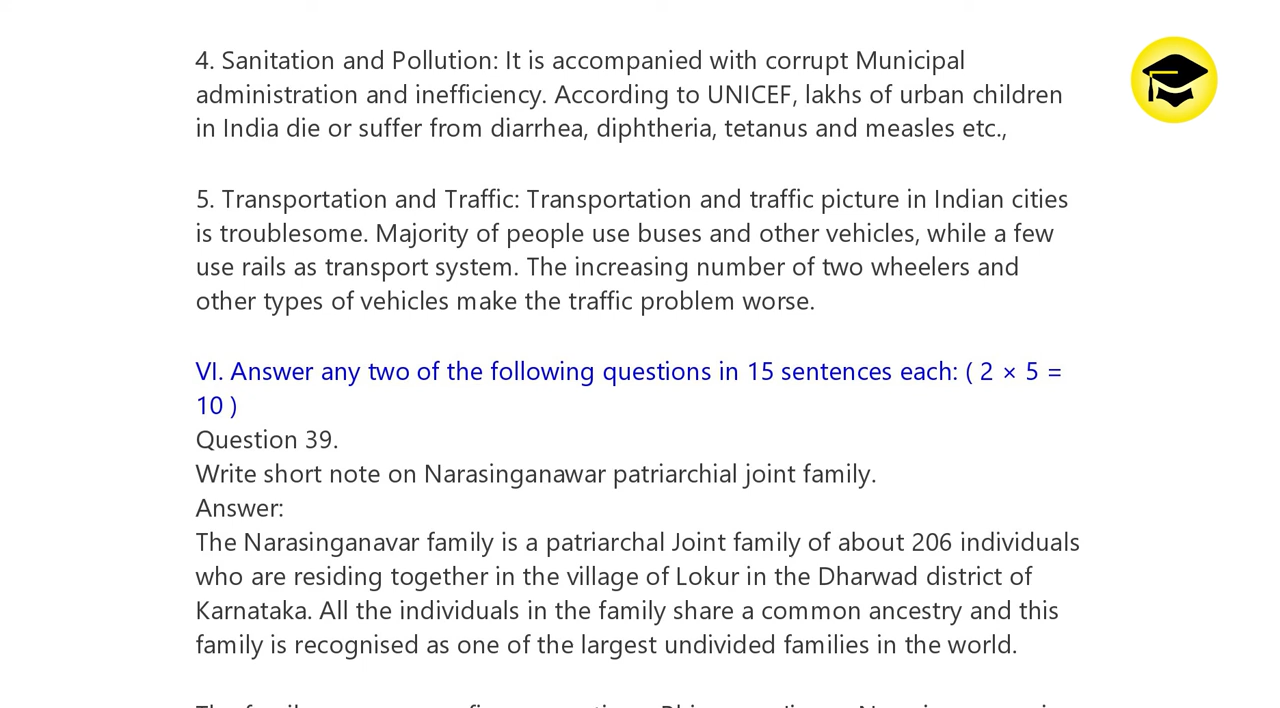 4. Sanitation and Pollution: It is accompanied with corrupt Municipal
administration and inefficiency. According to UNICEF, lakhs of urban children
in India die or suffer from diarrhea, diphtheria, tetanus and measles etc.,
5. Transportation and Traffic: Transportation and traffic picture in Indian cities
is troublesome. Majority of people use buses and other vehicles, while a few
use rails as transport system. The increasing number of two wheelers and
other types of vehicles make the traffic problem worse.
VI. Answer any two of the following questions in 15 sentences each: ( 2 × 5 =
10 )
Question 39.
Write short note on Narasinganawar patriarchial joint family.
Answer:
The Narasinganavar family is a patriarchal Joint family of about 206 individuals
who are residing together in the village of Lokur in the Dharwad district of
Karnataka. All the individuals in the family share a common ancestry and this
family is recognised as one of the largest undivided families in the world.